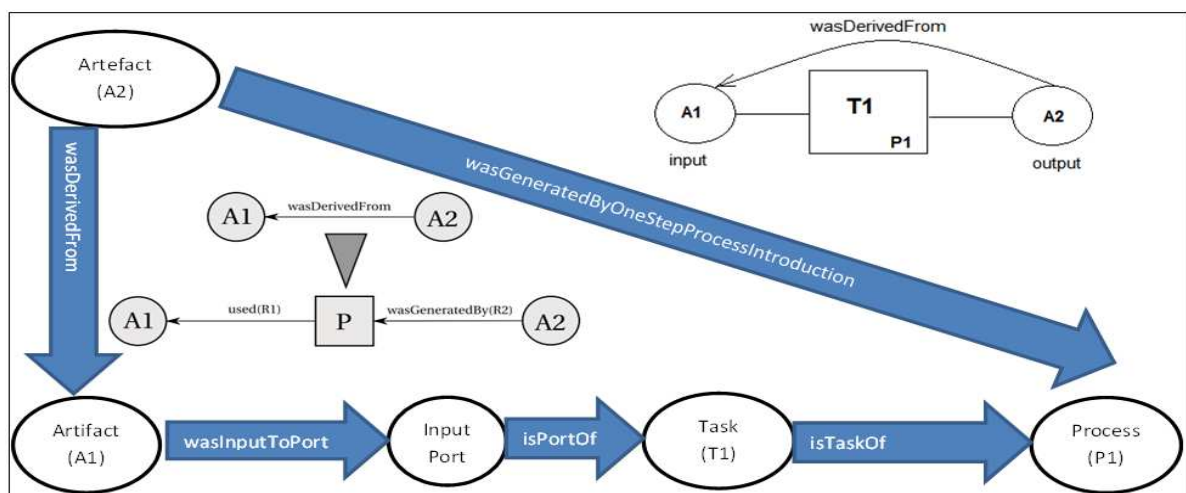 Artefact
(A2)
wasDerivedFrom
wasGeneratedByOneStepProcessIntroduction
wasDerivedFrom
A1
T1
P1
A2
input
output
A1
wasDerivedFrom
A2
A1
used(R1)
P
wasGeneratedBy(R2)
A2
Artifact
(A1)
wasInputToPort
Input
Port
isPortOf
Task
(T1)
isTaskOf
Process
(P1)